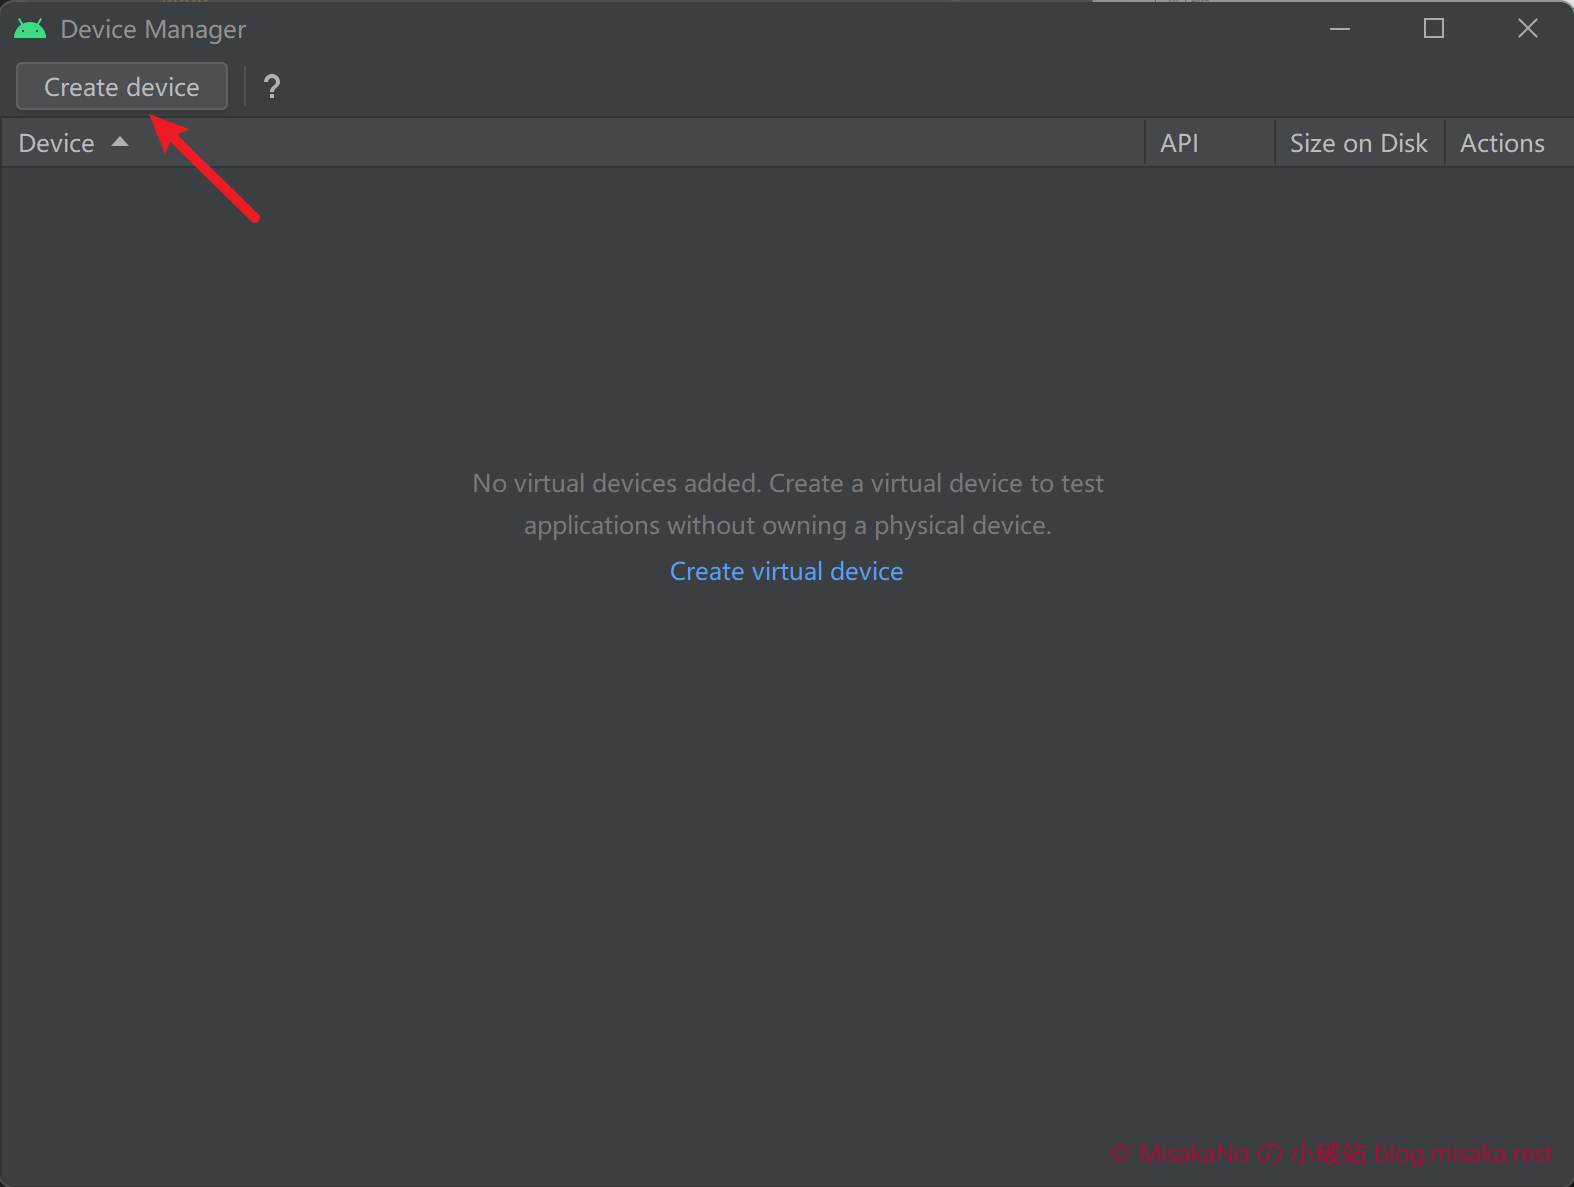 Device Manager
Create device ?
Device API Size on Disk Actions
No virtual devices added. Create a virtual device to test
applications without owning a physical device.
Create virtual device
© MisakaNo の 小破站 blog.misaka.rest